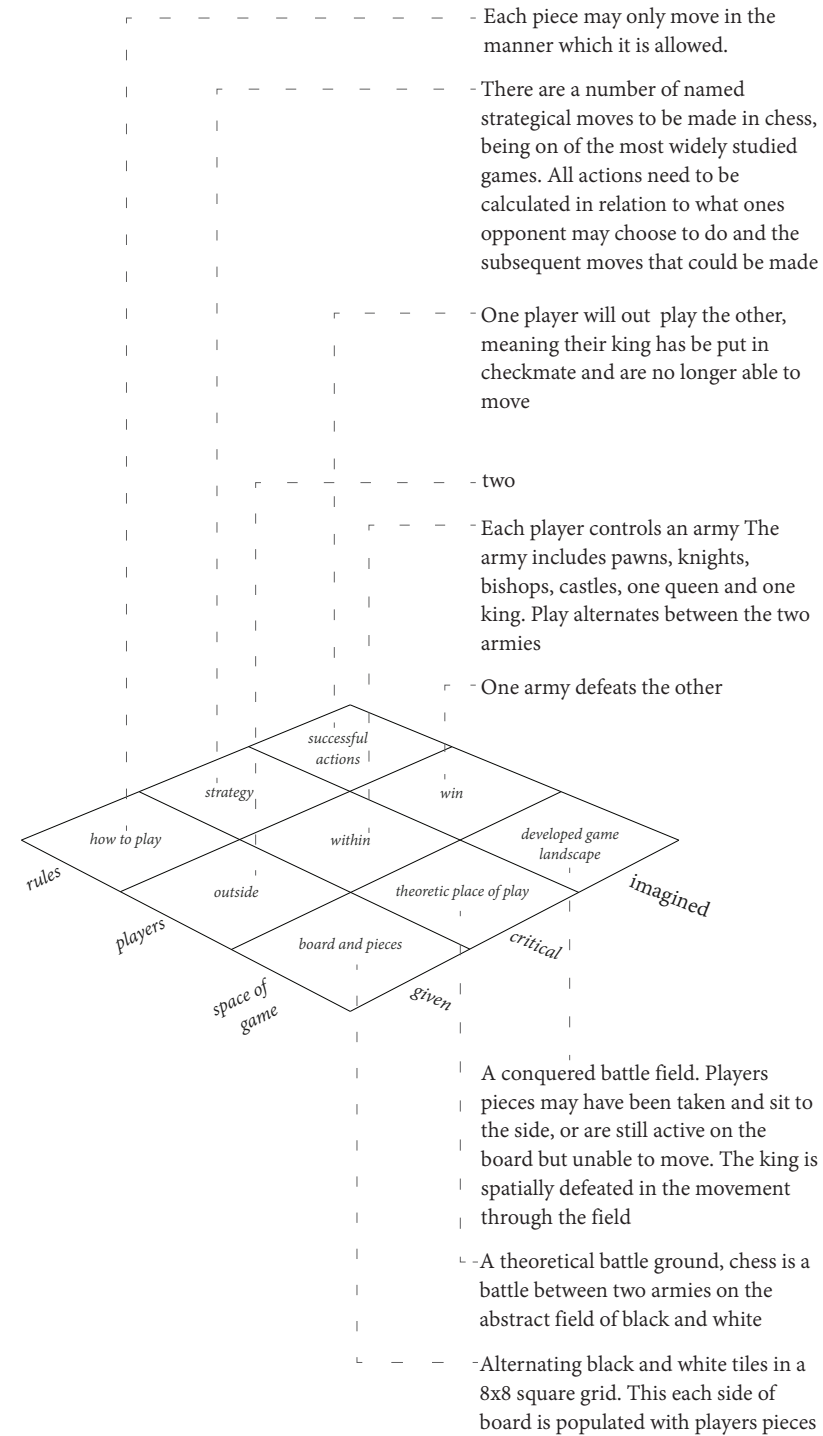 Each piece may only move in the
manner which it is allowed.
There are a number of named
strategical moves to be made in chess,
being on of the most widely studied
games. All actions need to be
calculated in relation to what ones
opponent may choose to do and the
subsequent moves that could be made
One player will out play the other,
meaning their king has be put in
checkmate and are no longer able to
move
two
Each player controls an army The
army includes pawns, knights,
bishops, castles, one queen and one
king. Play alternates between the two
armies
One army defeats the other
successful
actions
strategy
win
how to play
within
developed game
landscape
outside
theoretic place of play
board and pieces
rules
players
space of
game
given
critical
imagined
A conquered battle field. Players
pieces may have been taken and sit to
the side, or are still active on the
board but unable to move. The king is
spatially defeated in the movement
through the field
A theoretical battle ground, chess is a
battle between two armies on the
abstract field of black and white
Alternating black and white tiles in a
8x8 square grid. This each side of
board is populated with players pieces